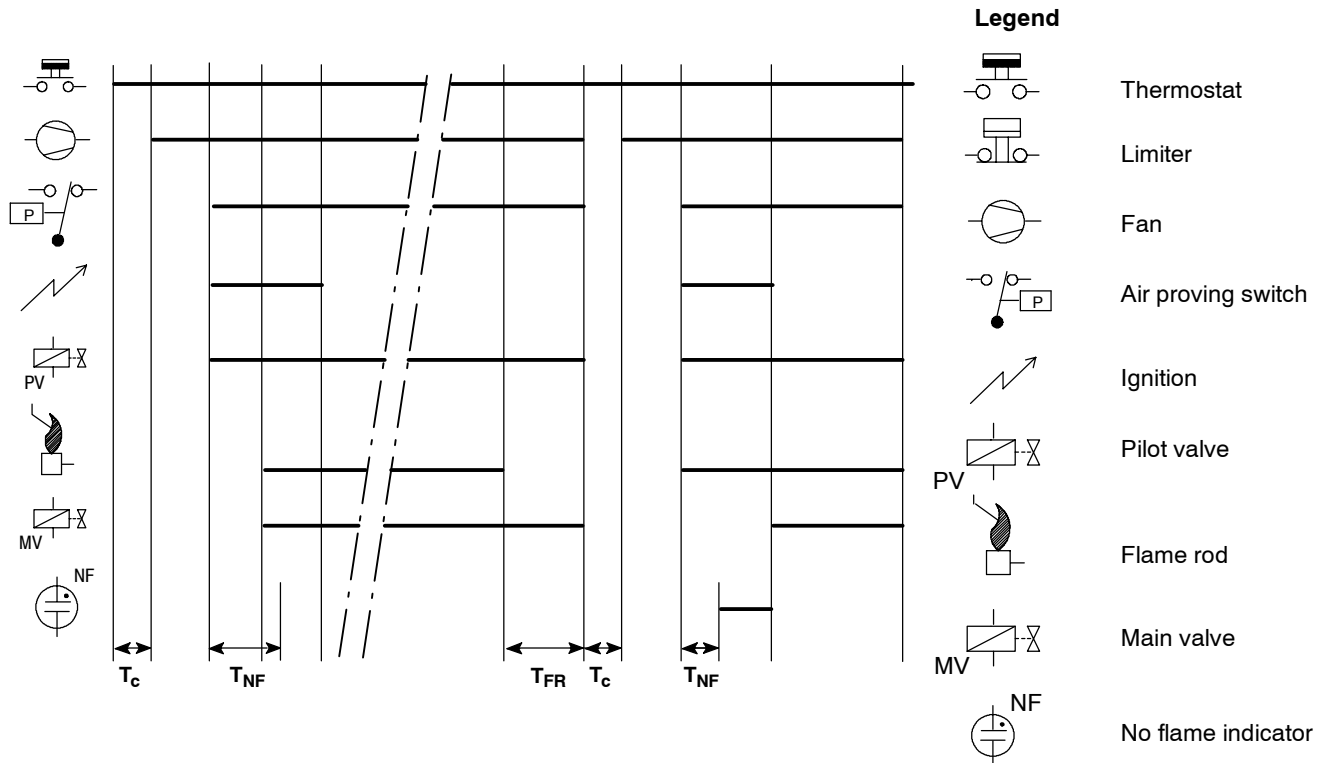 Legend
Thermostat
Limiter
Fan
P
P
Air proving switch
Ignition
PV
PV
Pilot valve
Flame rod
MV
MV
Main valve
NF
NF
No flame indicator
Tc
TNF
TFR
Tc
TNF